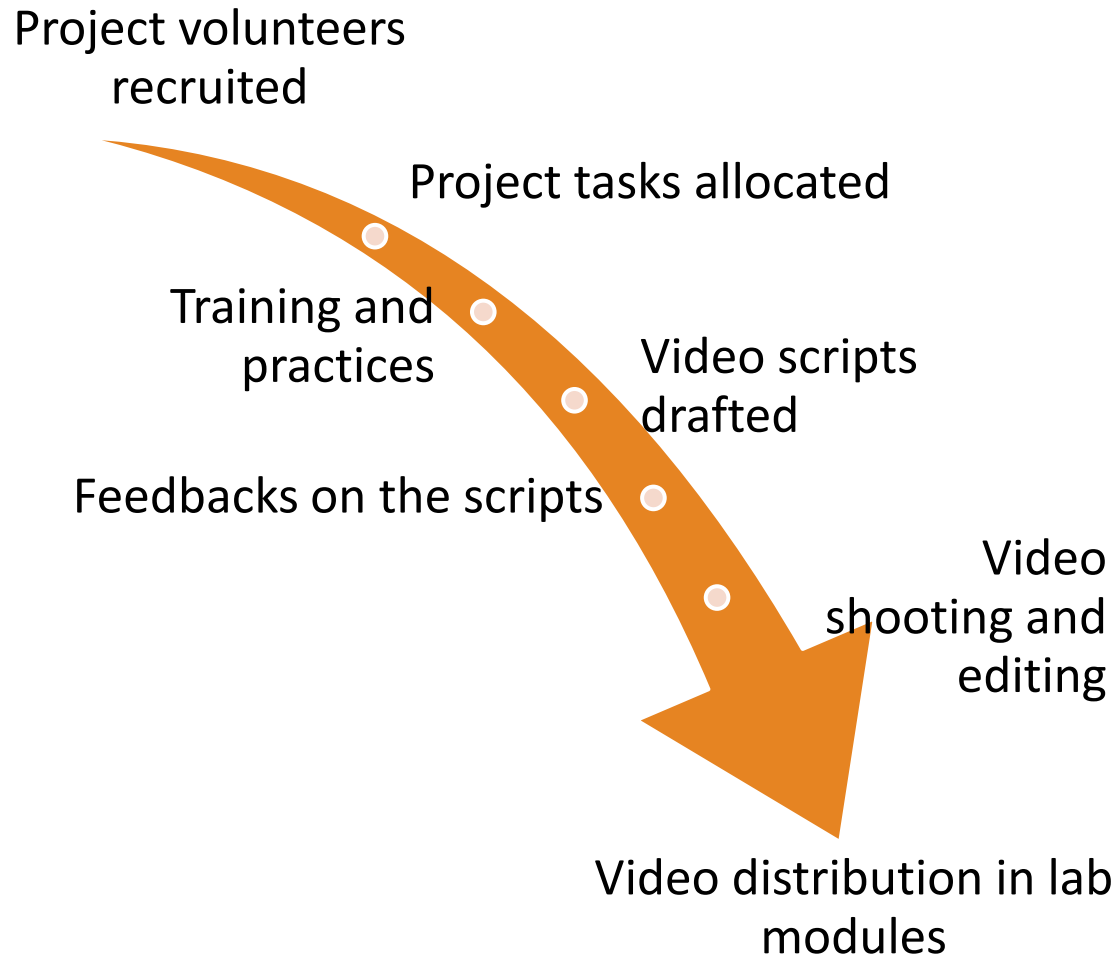 Project volunteers
recruited
Project tasks allocated
Training and
practices
Video scripts
drafted
Feedbacks on the scripts
Video
shooting and
editing
Video distribution in lab
modules